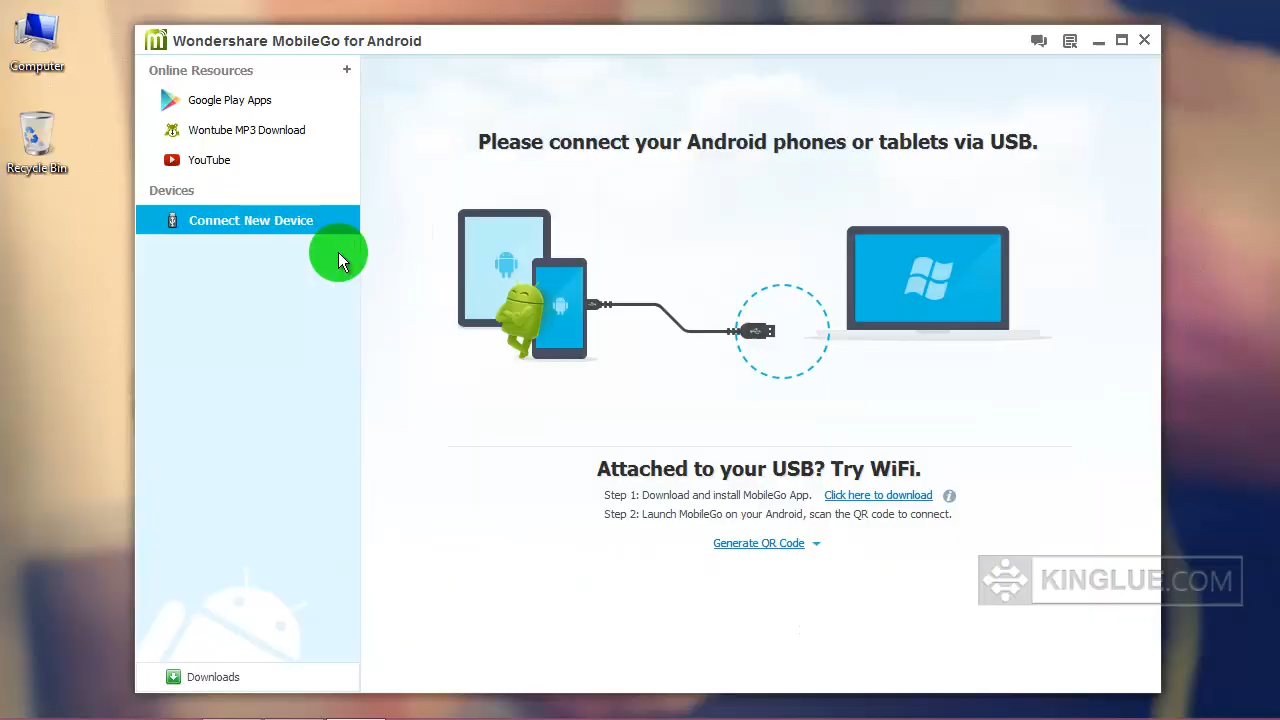 Computer
Recycle Bin
Wondershare MobileGo for Android
Online Resources +
Google Play Apps
Wontube MP3 Download
YouTube
Devices
Connect New Device
Downloads
Please connect your Android phones or tablets via USB.
Attached to your USB? Try WiFi.
Step 1: Download and install MobileGo App. Click here to download
Step 2: Launch MobileGo on your Android, scan the QR code to connect.
Generate QR Code
KINGLUE.COM